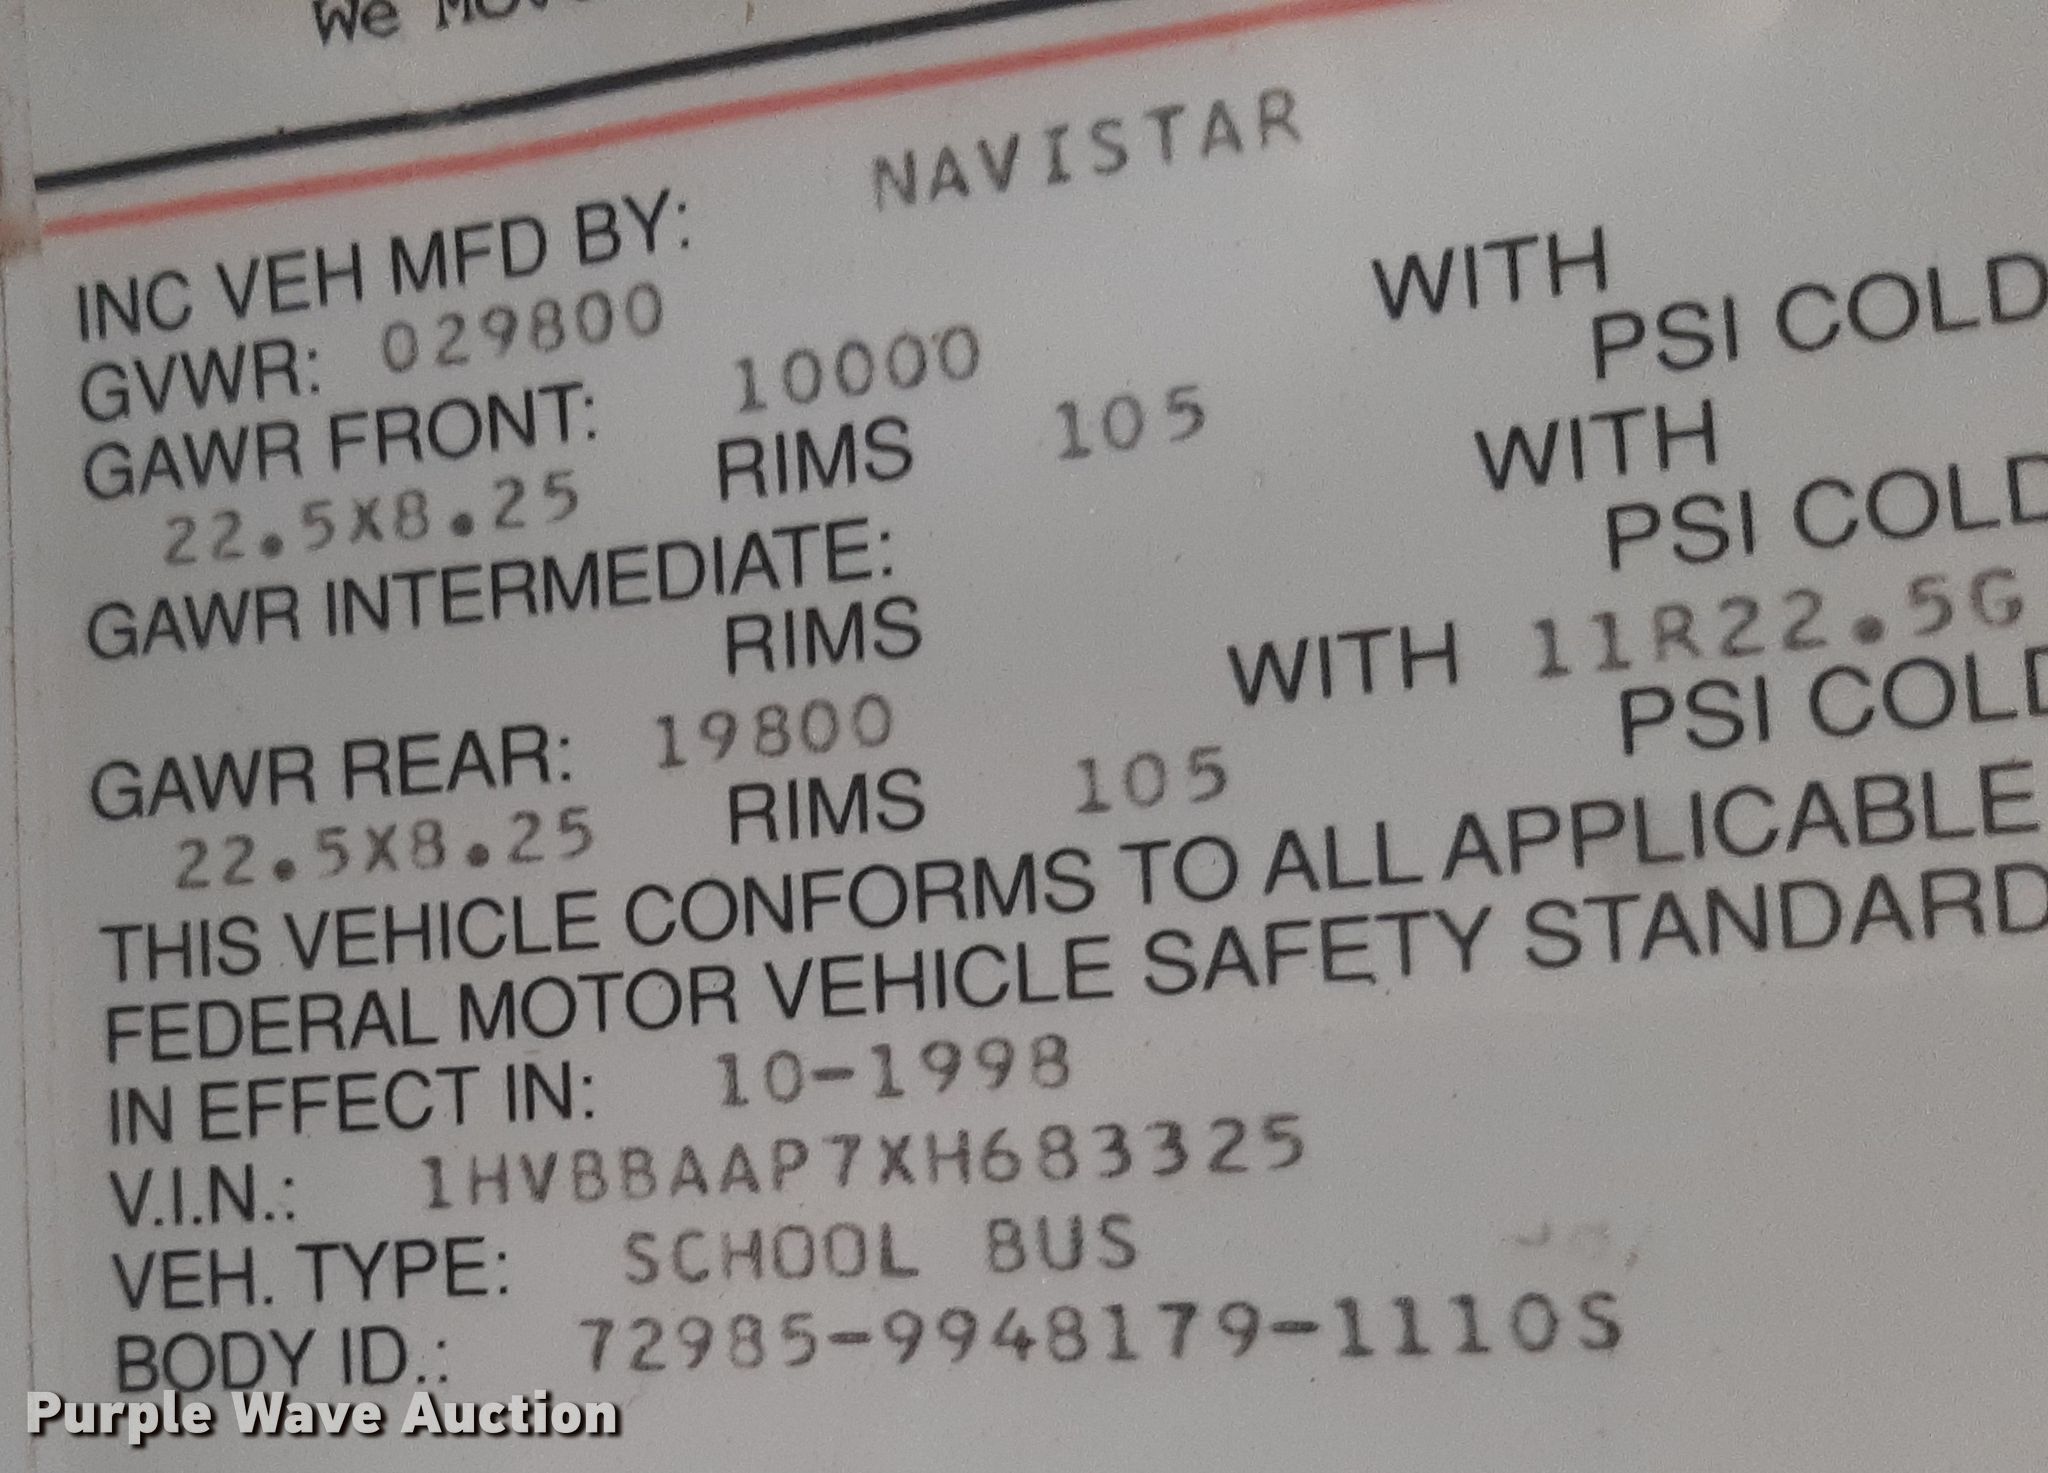 We
INC VEH MFD BY: NAVISTAR
GVWR: 029800
GAWR FRONT: 10000 WITH
22.5X8.25 RIMS 105 PSI COLD
GAWR INTERMEDIATE: WITH
RIMS PSI COLD
GAWR REAR: 19800 WITH 11R22.5G
22.5X8.25 RIMS 105 PSI COLD
THIS VEHICLE CONFORMS TO ALL APPLICABLE
FEDERAL MOTOR VEHICLE SAFETY STANDARD
IN EFFECT IN: 10-1998
V.I.N.: 1HVBBAAP7XH683325
VEH. TYPE: SCHOOL BUS
BODY ID.: 72985-9948179-1110S
Purple Wave Auction